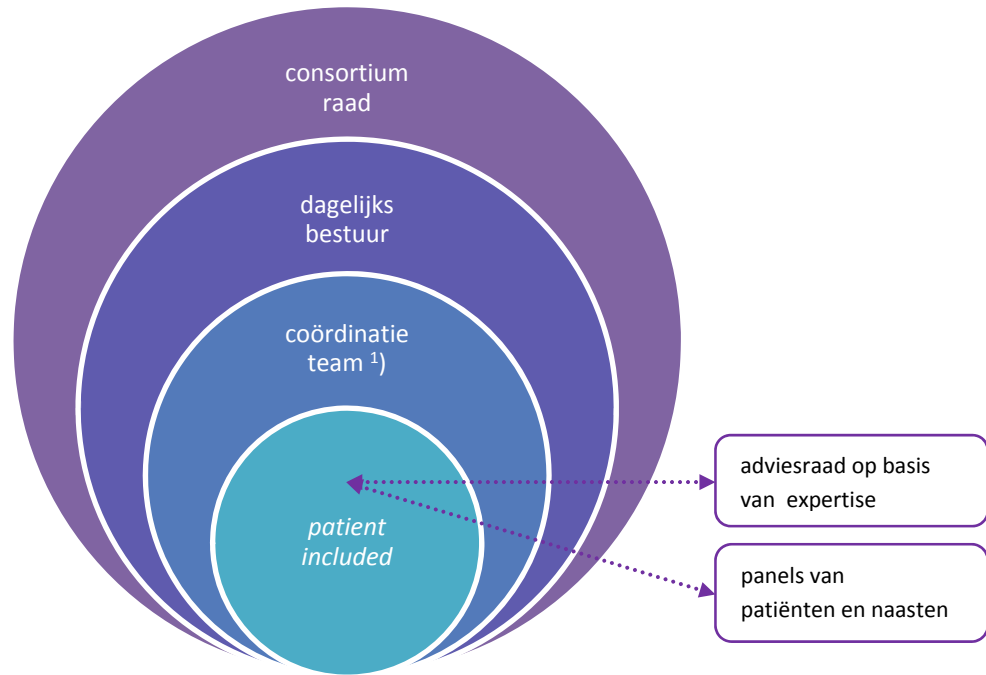 consortium
raad
dagelijks
bestuur
coördinatie
team ¹)
patient
included
adviesraad op basis
van expertise
panels van
patiënten en naasten